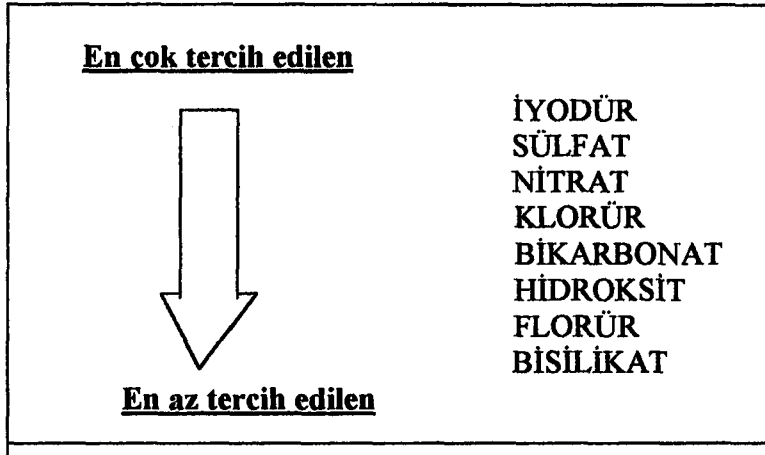 En çok tercih edilen
İYODÜR
SÜLFAT
NİTRAT
KLORÜR
BİKARBONAT
HİDROKSİT
FLORÜR
BİSİLİKAT
En az tercih edilen